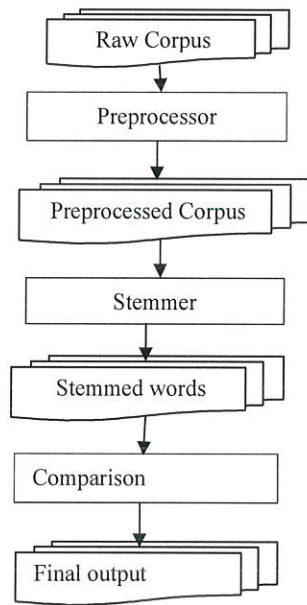 Raw Corpus
Preprocessor
Preprocessed Corpus
Stemmer
Stemmed words
Comparison
Final output